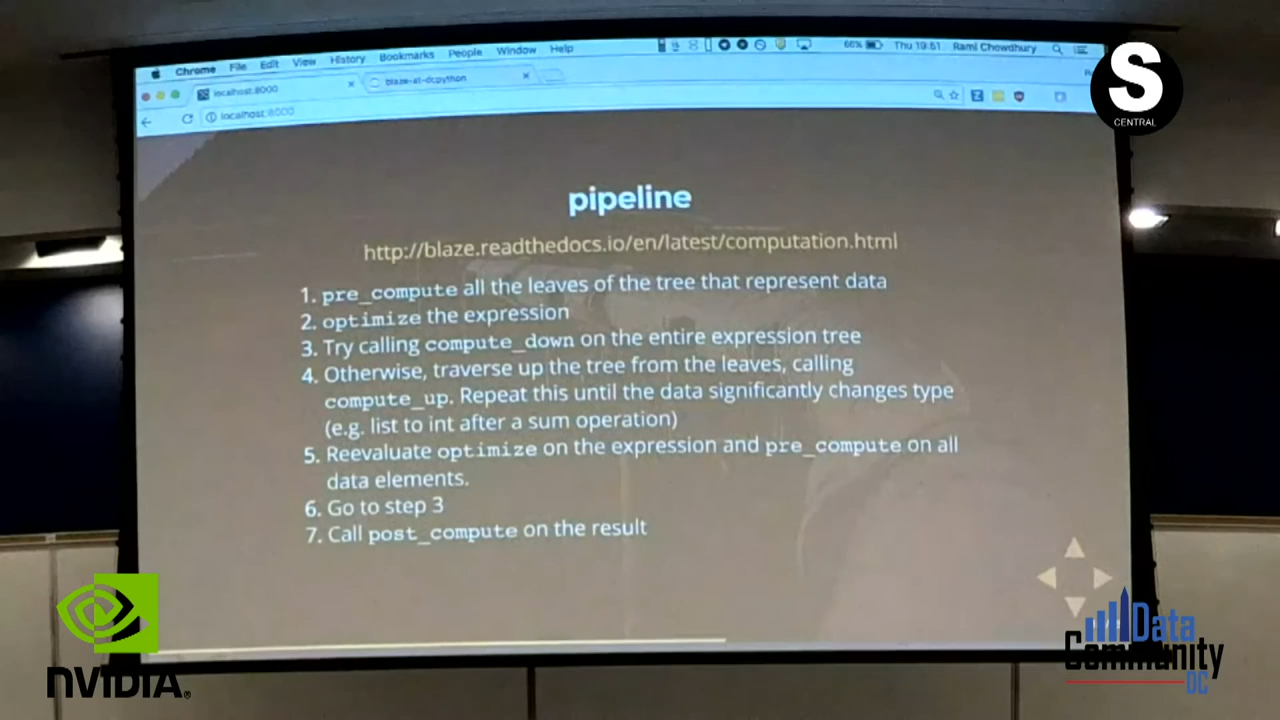 Chrome File Edit View History Bookmarks People Window Help 66% Thu 19:51 Rami Chowdhury
localhost:8000 blaze-at-dcpython
localhost:8000
S
CENTRAL
pipeline
http://blaze.readthedocs.io/en/latest/computation.html
1. pre_compute all the leaves of the tree that represent data
2. optimize the expression
3. Try calling compute_down on the entire expression tree
4. Otherwise, traverse up the tree from the leaves, calling
compute_up. Repeat this until the data significantly changes type
(e.g. list to int after a sum operation)
5. Reevaluate optimize on the expression and pre_compute on all
data elements.
6. Go to step 3
7. Call post_compute on the result
NVIDIA®
Data
Community
DC